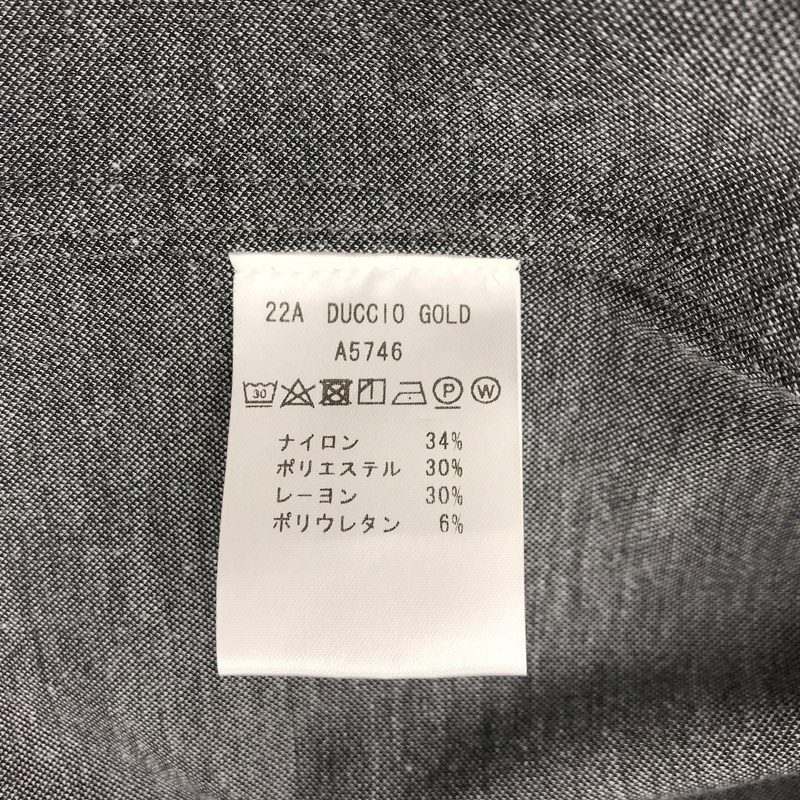 22A DUCCIO GOLD
A5746
30 P W
ナイロン 34%
ポリエステル 30%
レーヨン 30%
ポリウレタン 6%